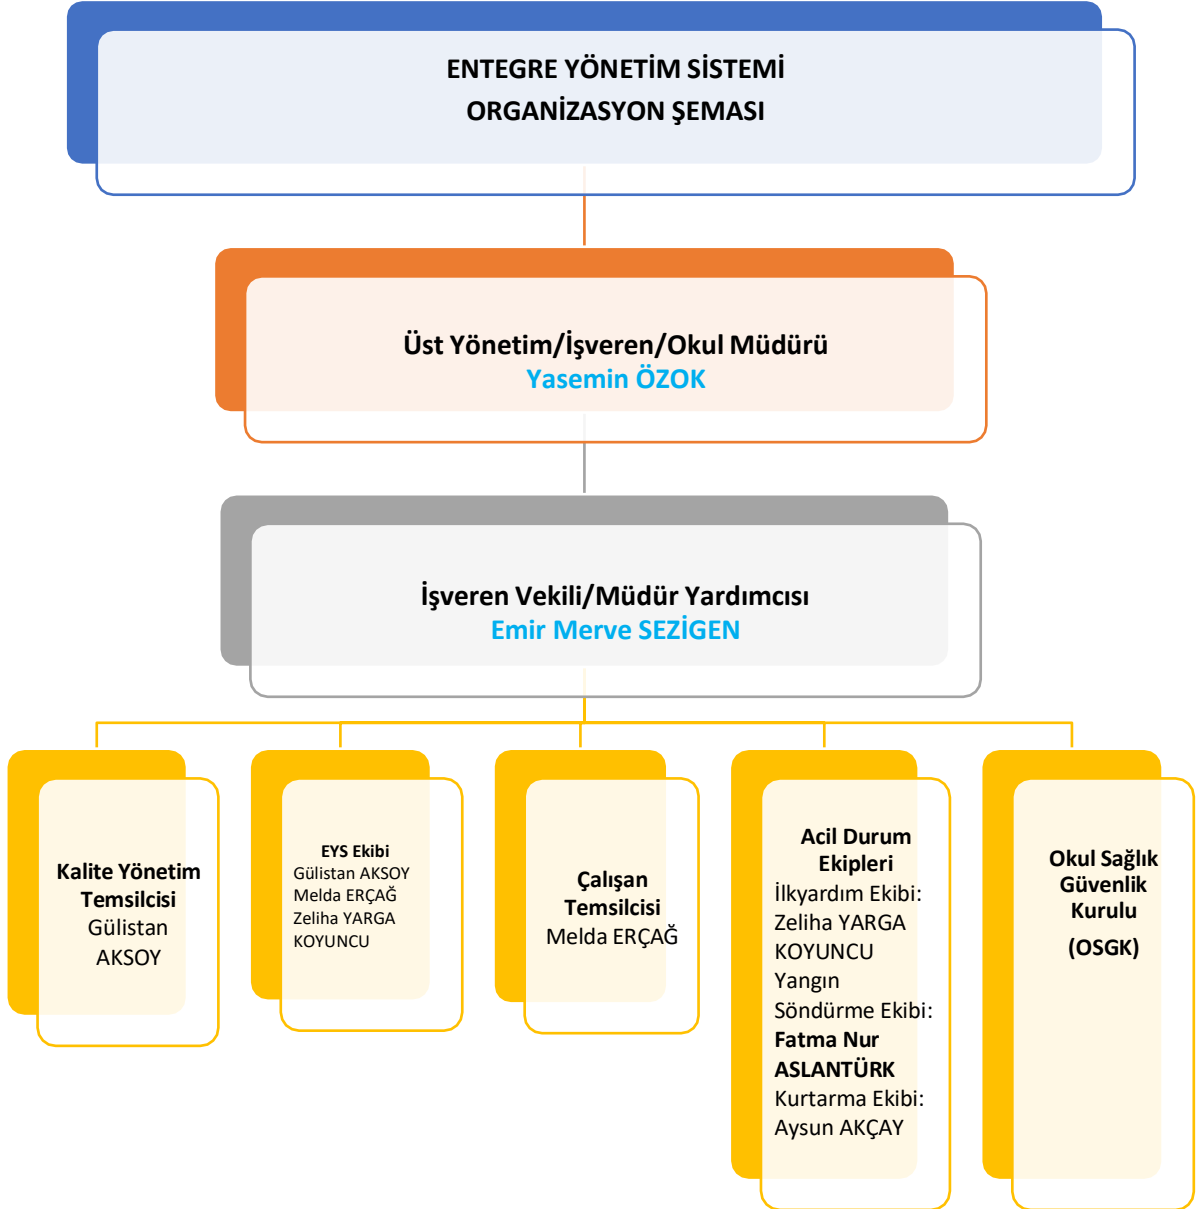 ENTEGRE YÖNETİM SİSTEMİ
ORGANİZASYON ŞEMASI
Üst Yönetim/İşveren/Okul Müdürü
Yasemin ÖZOK
İşveren Vekili/Müdür Yardımcısı
Emir Merve SEZİGEN
Kalite Yönetim
Temsilcisi
Gülistan
AKSOY
EYS Ekibi
Gülistan AKSOY
Melda ERÇAĞ
Zeliha YARGA
KOYUNCU
Çalışan
Temsilcisi
Melda ERÇAĞ
Acil Durum
Ekipleri
İlkyardım Ekibi:
Zeliha YARGA
KOYUNCU
Yangın
Söndürme Ekibi:
Fatma Nur
ASLANTÜRK
Kurtarma Ekibi:
Aysun AKÇAY
Okul Sağlık
Güvenlik
Kurulu
(OSGK)